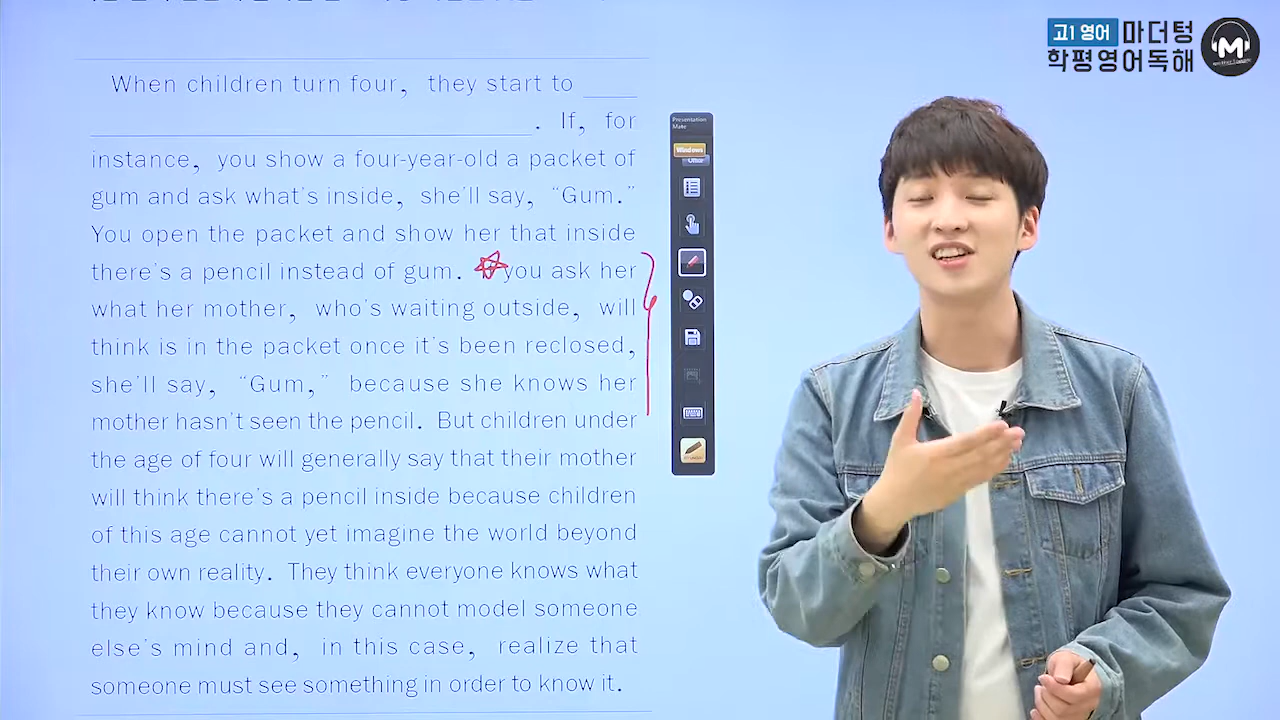 고1 영어 마더텅
학평영어독해
M
When children turn four, they start to
. If, for
instance, you show a four-year-old a packet of
gum and ask what's inside, she'll say, “Gum.”
You open the packet and show her that inside
there's a pencil instead of gum. you ask her
what her mother, who's waiting outside, will
think is in the packet once it's been reclosed,
she'll say, “Gum,” because she knows her
mother hasn't seen the pencil. But children under
the age of four will generally say that their mother
will think there's a pencil inside because children
of this age cannot yet imagine the world beyond
their own reality. They think everyone knows what
they know because they cannot model someone
else's mind and, in this case, realize that
someone must see something in order to know it.
Presentation
Make
Windows
Office